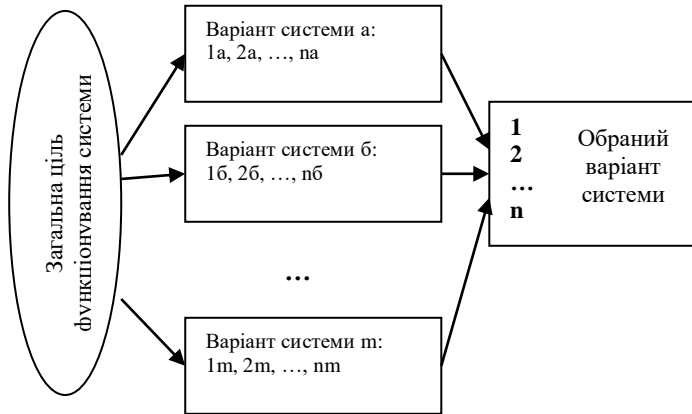 Загальна ціль
функціонування системи
Варіант системи а:
1а, 2а, …, nа
Варіант системи б:
1б, 2б, …, nб
…
Варіант системи m:
1m, 2m, …, nm
1
2
…
n
Обраний
варіант
системи